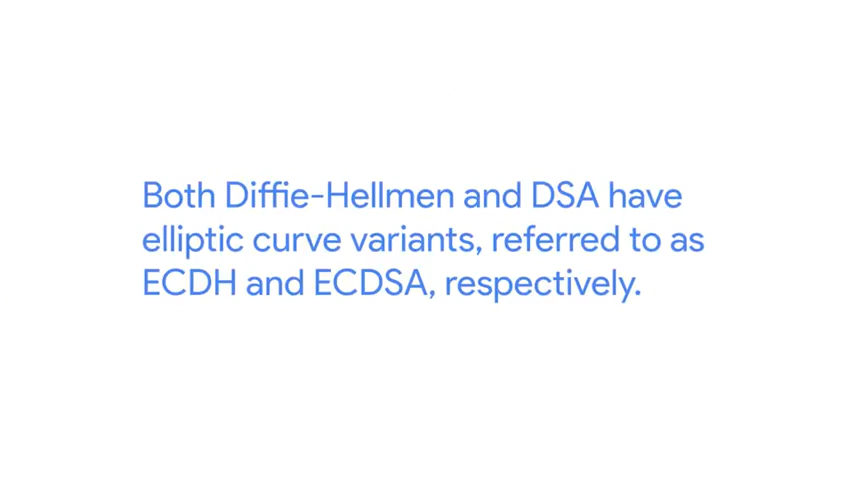 Both Diffie-Hellmen and DSA have
elliptic curve variants, referred to as
ECDH and ECDSA, respectively.